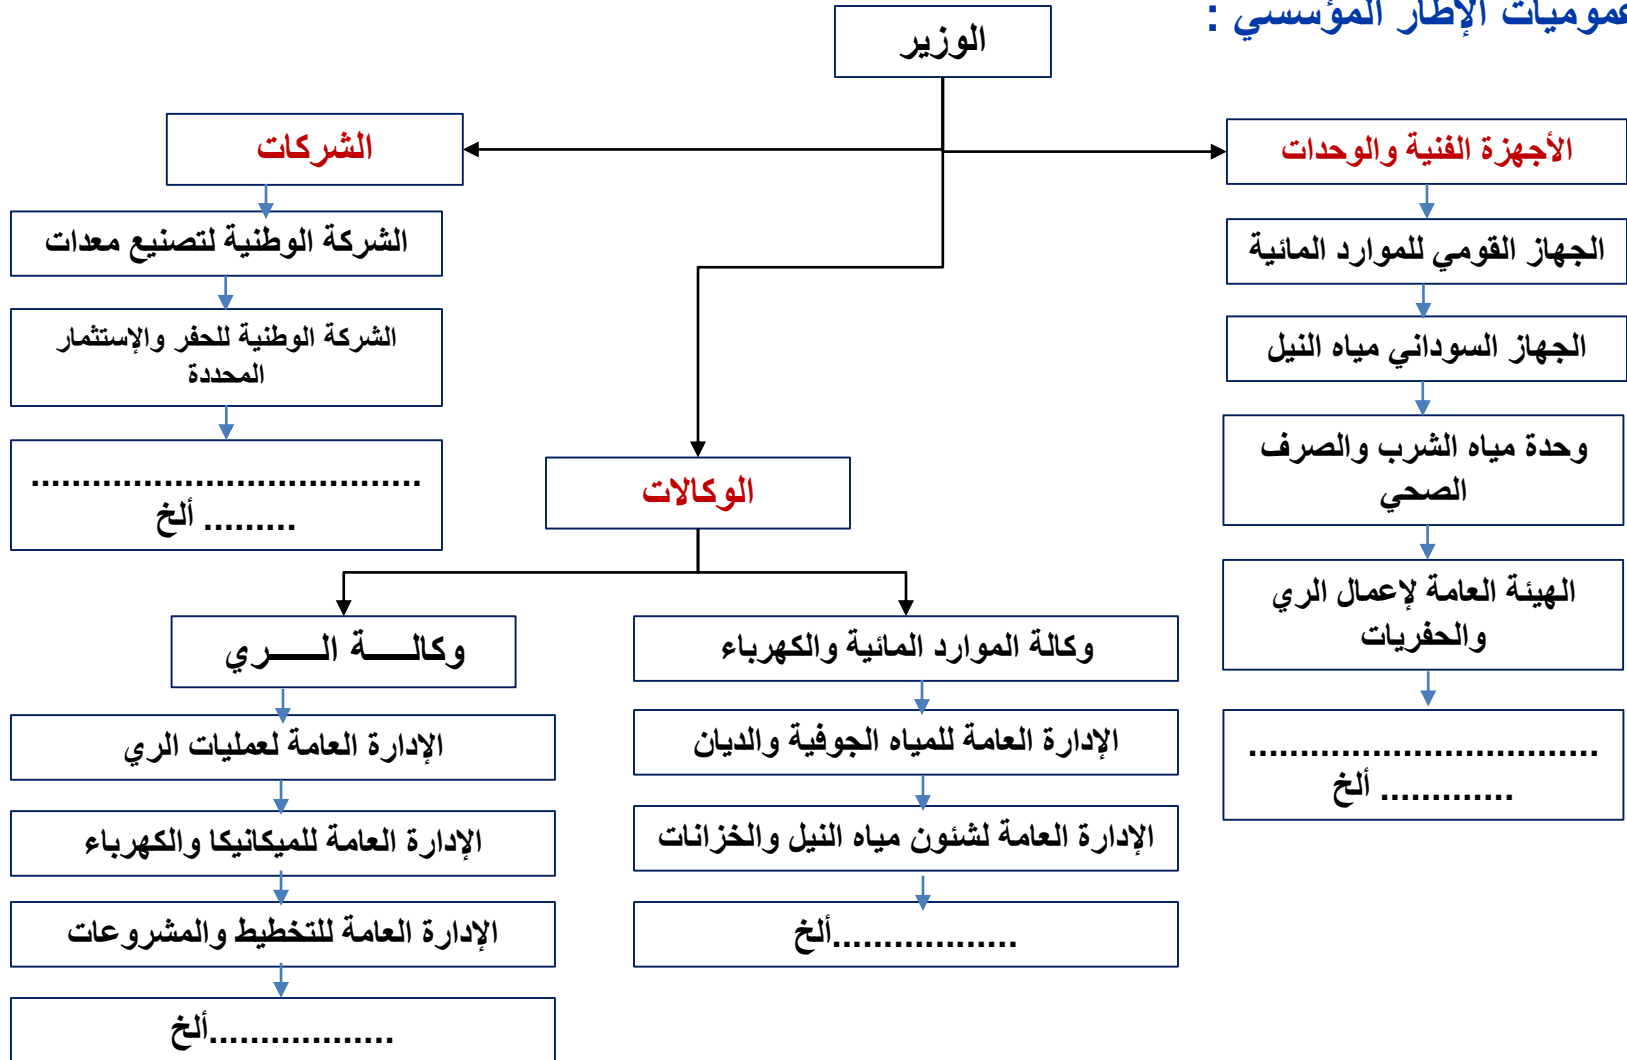 عموميات الإطار المؤسسي :
الوزير
الأجهزة الفنية والوحدات
الجهاز القومي للموارد المائية
الجهاز السوداني مياه النيل
وحدة مياه الشرب والصرف
الصحي
الهيئة العامة لإعمال الري
والحفريات
..................................
............. ألخ
الشركات
الشركة الوطنية لتصنيع معدات
الشركة الوطنية للحفر والإستثمار
المحددة
......................................
......... ألخ
الوكالات
وكالة الموارد المائية والكهرباء
الإدارة العامة للمياه الجوفية والديان
الإدارة العامة لشئون مياه النيل والخزانات
..................ألخ
وكالـــــة الـــــــري
الإدارة العامة لعمليات الري
الإدارة العامة للميكانيكا والكهرباء
الإدارة العامة للتخطيط والمشروعات
..................ألخ